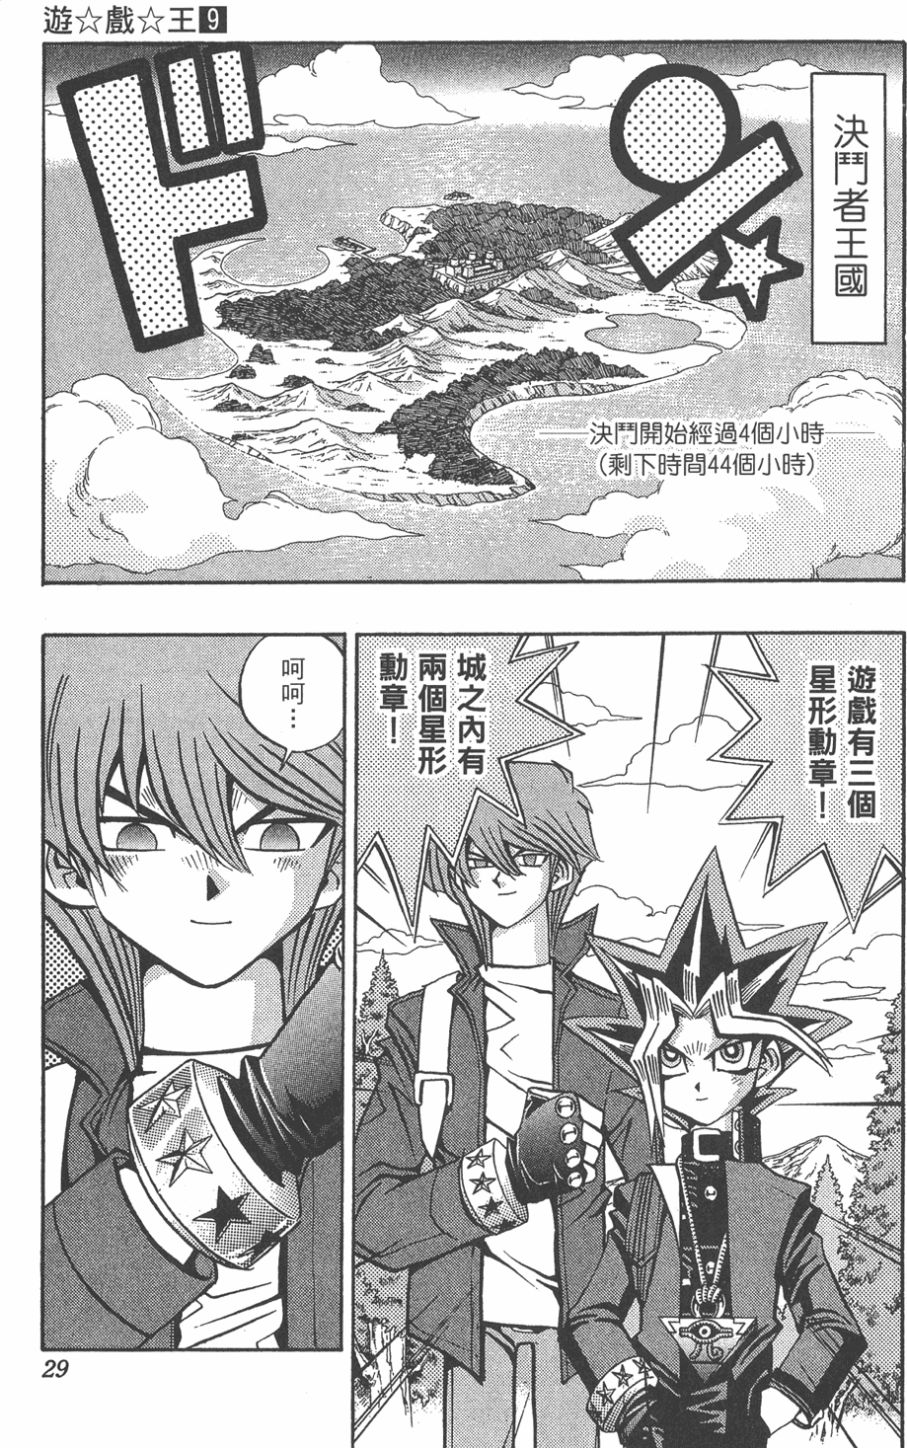 遊☆戲☆王9
決鬥者王國
ドン☆
決鬥開始經過4個小時
(剩下時間44個小時)
遊戲有三個
星形勳章！
城之內有
兩個星形
勳章！
呵呵…
29